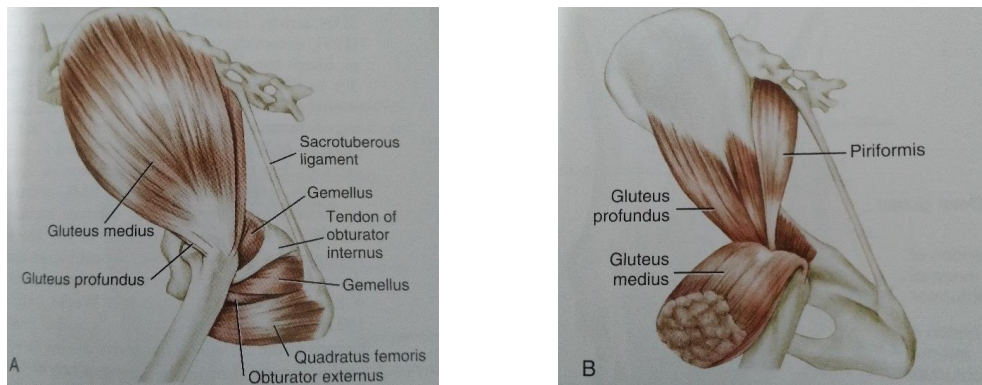 Sacrotuberous
ligament
Gemellus
Tendon of
obturator
internus
Gluteus medius
Gluteus profundus
Gemellus
Quadratus femoris
Obturator externus
A
Piriformis
Gluteus
profundus
Gluteus
medius
B